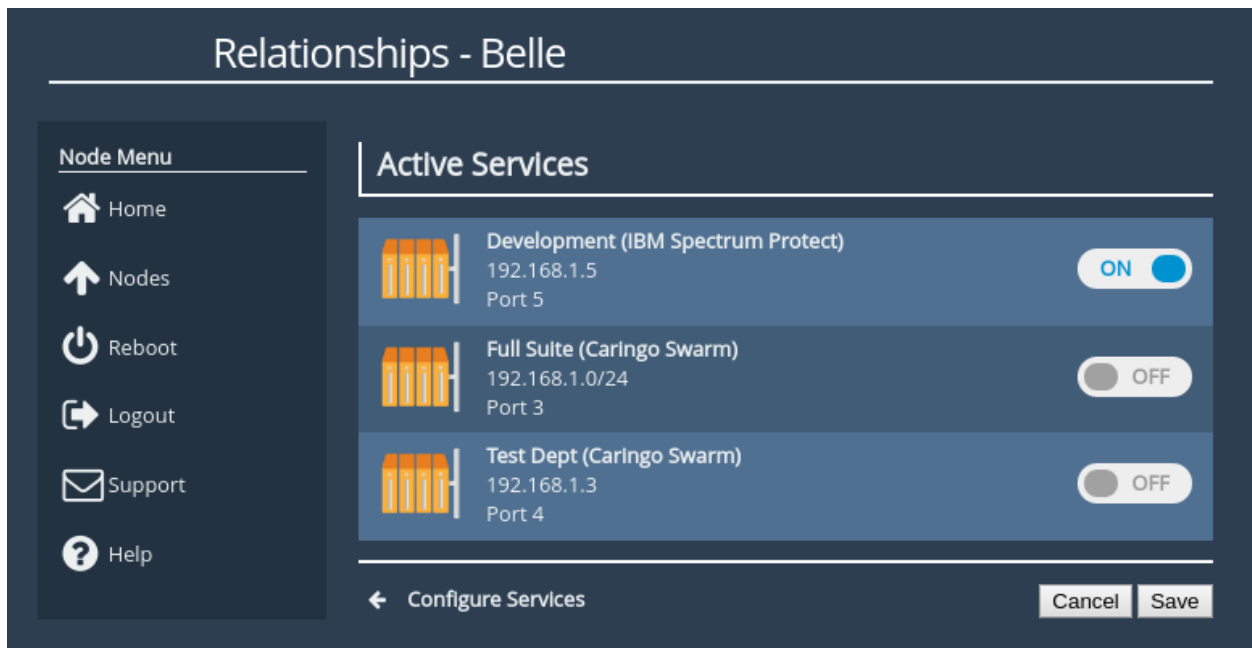 Relationships - Belle
Node Menu
Home
Nodes
Reboot
Logout
Support
Help
Active Services
Development (IBM Spectrum Protect)
192.168.1.5
Port 5
ON
Full Suite (Caringo Swarm)
192.168.1.0/24
Port 3
OFF
Test Dept (Caringo Swarm)
192.168.1.3
Port 4
OFF
Configure Services
Cancel Save